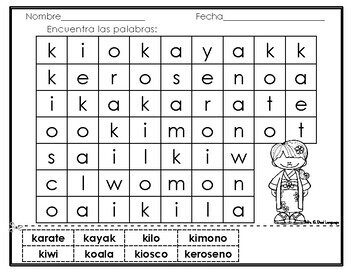 Nombre Fecha
Encuentra las palabras:
k i o k a y a k k
k e r o s e n o a
i k a k a r a t e
o o k i m o n o t
s a i l k i w
c l w o m o n
o a i k i l a
karate kayak kilo kimono
kiwi koala kiosco keroseno